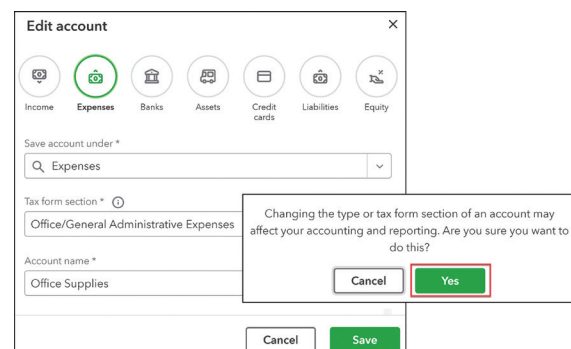 Edit account
Income
Expenses
Banks
Assets
Credit
cards
Liabilities
Equity
Save account under *
Expenses
Tax form section *
Office/General Administrative Expenses
Account name *
Office Supplies
Cancel
Save
Changing the type or tax form section of an account may
affect your accounting and reporting. Are you sure you want to
do this?
Cancel
Yes